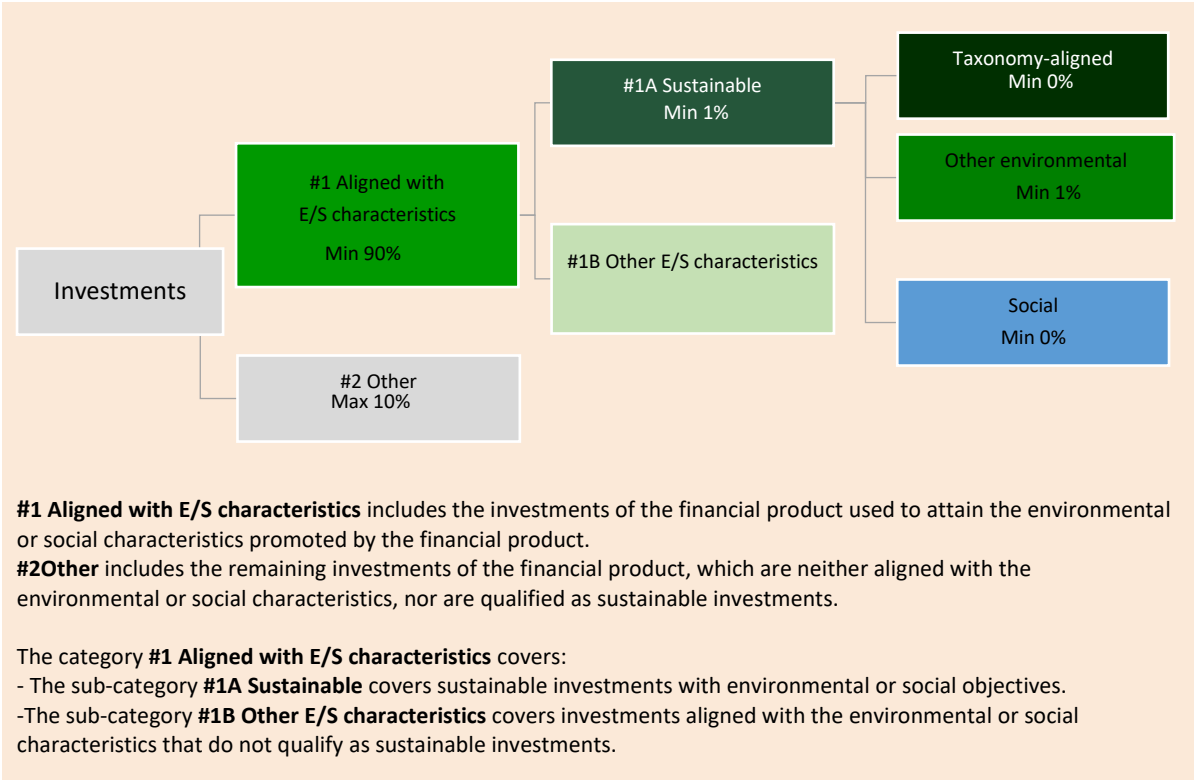 Taxonomy-aligned
Min 0%
#1A Sustainable
Min 1%
Other environmental
Min 1%
#1 Aligned with
E/S characteristics
Min 90%
#1B Other E/S characteristics
Investments
Social
Min 0%
#2 Other
Max 10%
#1 Aligned with E/S characteristics includes the investments of the financial product used to attain the environmental
or social characteristics promoted by the financial product.
#2Other includes the remaining investments of the financial product, which are neither aligned with the
environmental or social characteristics, nor are qualified as sustainable investments.
The category #1 Aligned with E/S characteristics covers:
- The sub-category #1A Sustainable covers sustainable investments with environmental or social objectives.
-The sub-category #1B Other E/S characteristics covers investments aligned with the environmental or social
characteristics that do not qualify as sustainable investments.